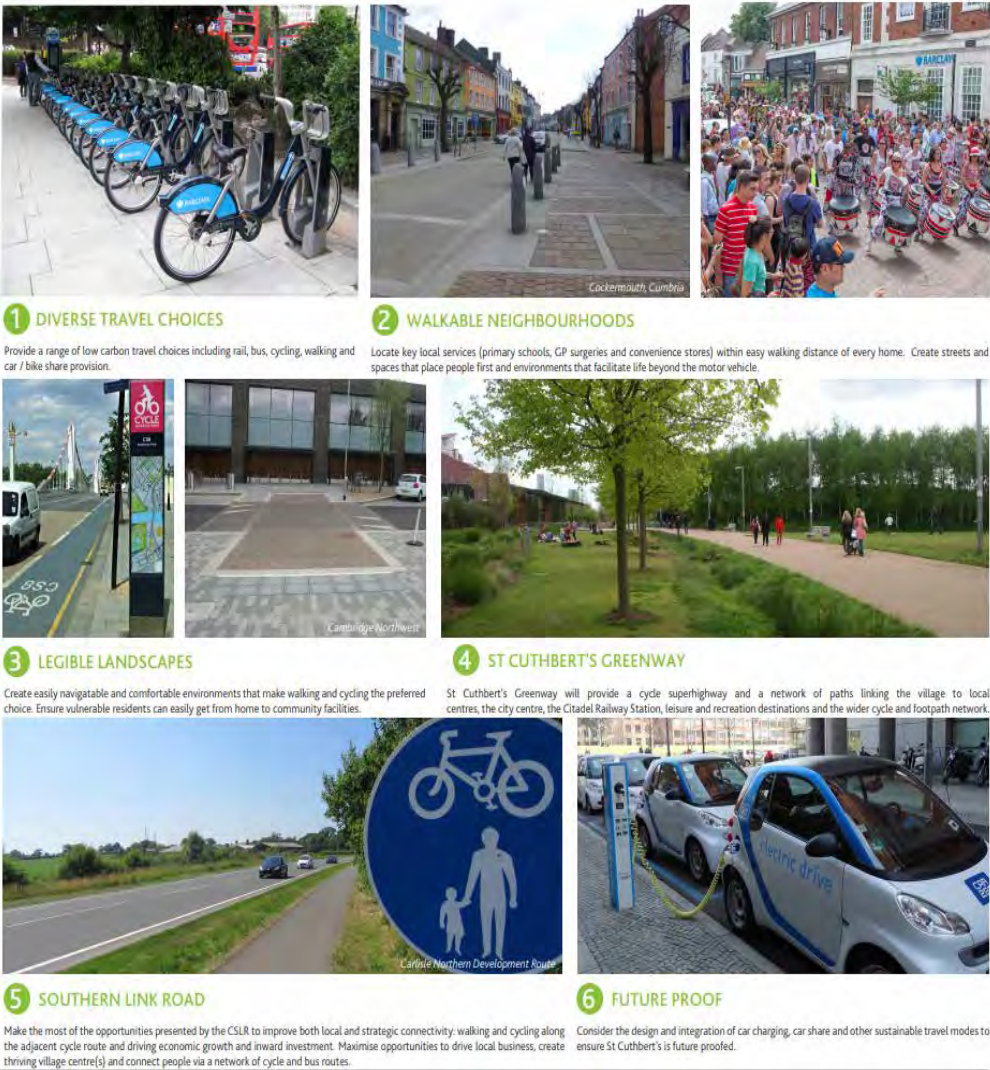 BARCLAYS
Cockermouth, Cumbria
BARCLAYS
1 DIVERSE TRAVEL CHOICES
Provide a range of low carbon travel choices including rail, bus, cycling, walking and
car / bike share provision.
2 WALKABLE NEIGHBOURHOODS
Locate key local services (primary schools, GP surgeries and convenience stores) within easy walking distance of every home. Create streets and
spaces that place people first and environments that facilitate life beyond the motor vehicle.
CYCLE
CS8
CS8
Cambridge Northwest
3 LEGIBLE LANDSCAPES
Create easily navigatable and comfortable environments that make walking and cycling the preferred
choice. Ensure vulnerable residents can easily get from home to community facilities.
4 ST CUTHBERT'S GREENWAY
St Cuthbert's Greenway will provide a cycle superhighway and a network of paths linking the village to local
centres, the city centre, the Citadel Railway Station, leisure and recreation destinations and the wider cycle and footpath network.
Carlisle Northern Development Route
electric drive
5 SOUTHERN LINK ROAD
Make the most of the opportunities presented by the CSLR to improve both local and strategic connectivity: walking and cycling along
the adjacent cycle route and driving economic growth and inward investment. Maximise opportunities to drive local business, create
thriving village centre(s) and connect people via a network of cycle and bus routes.
6 FUTURE PROOF
Consider the design and integration of car charging, car share and other sustainable travel modes to
ensure St Cuthbert's is future proofed.